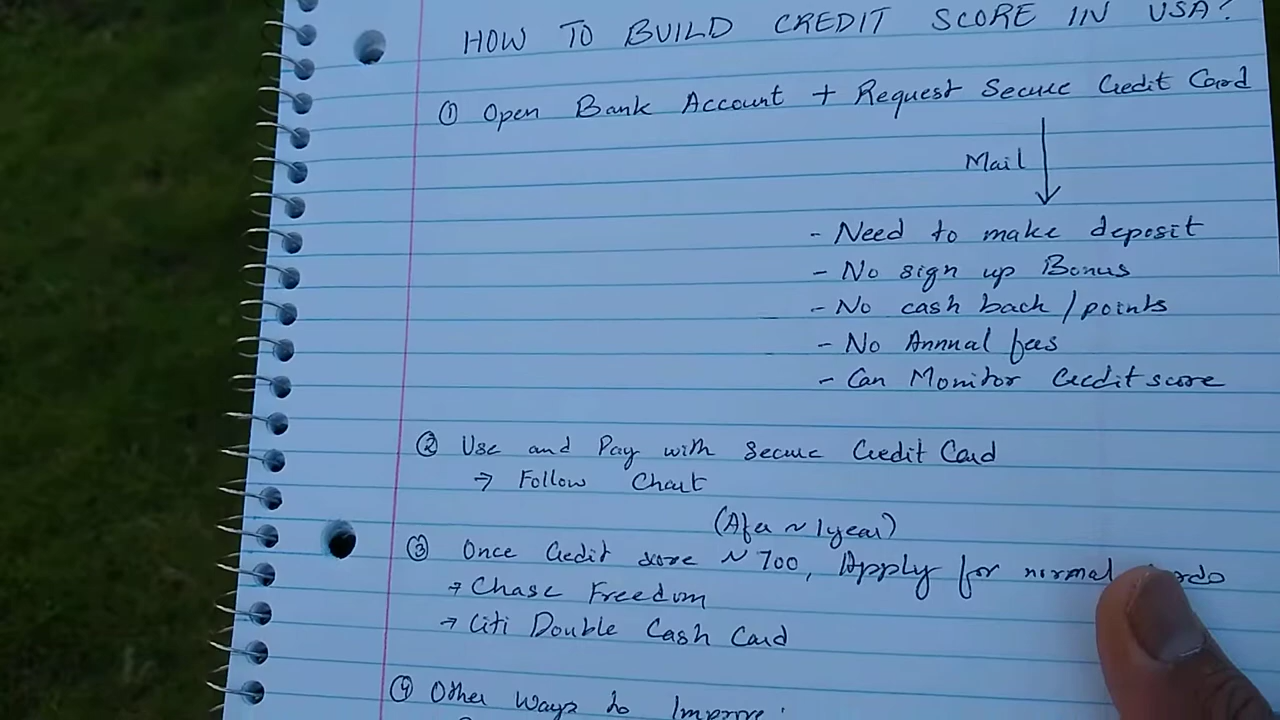 HOW TO BUILD CREDIT SCORE IN USA?
① Open Bank Account + Request Secure Credit Card
Mail
- Need to make deposit
- No sign up Bonus
- No cash back / points
- No Annual fees
- Can Monitor Credit score
② Use and Pay with Secure Credit Card
→ Follow Chart
(After ~ 1 year)
③ Once Credit score ~ 700, Apply for normal
→ Chase Freedom
→ Citi Double Cash Card
④ Other Ways to Improve: